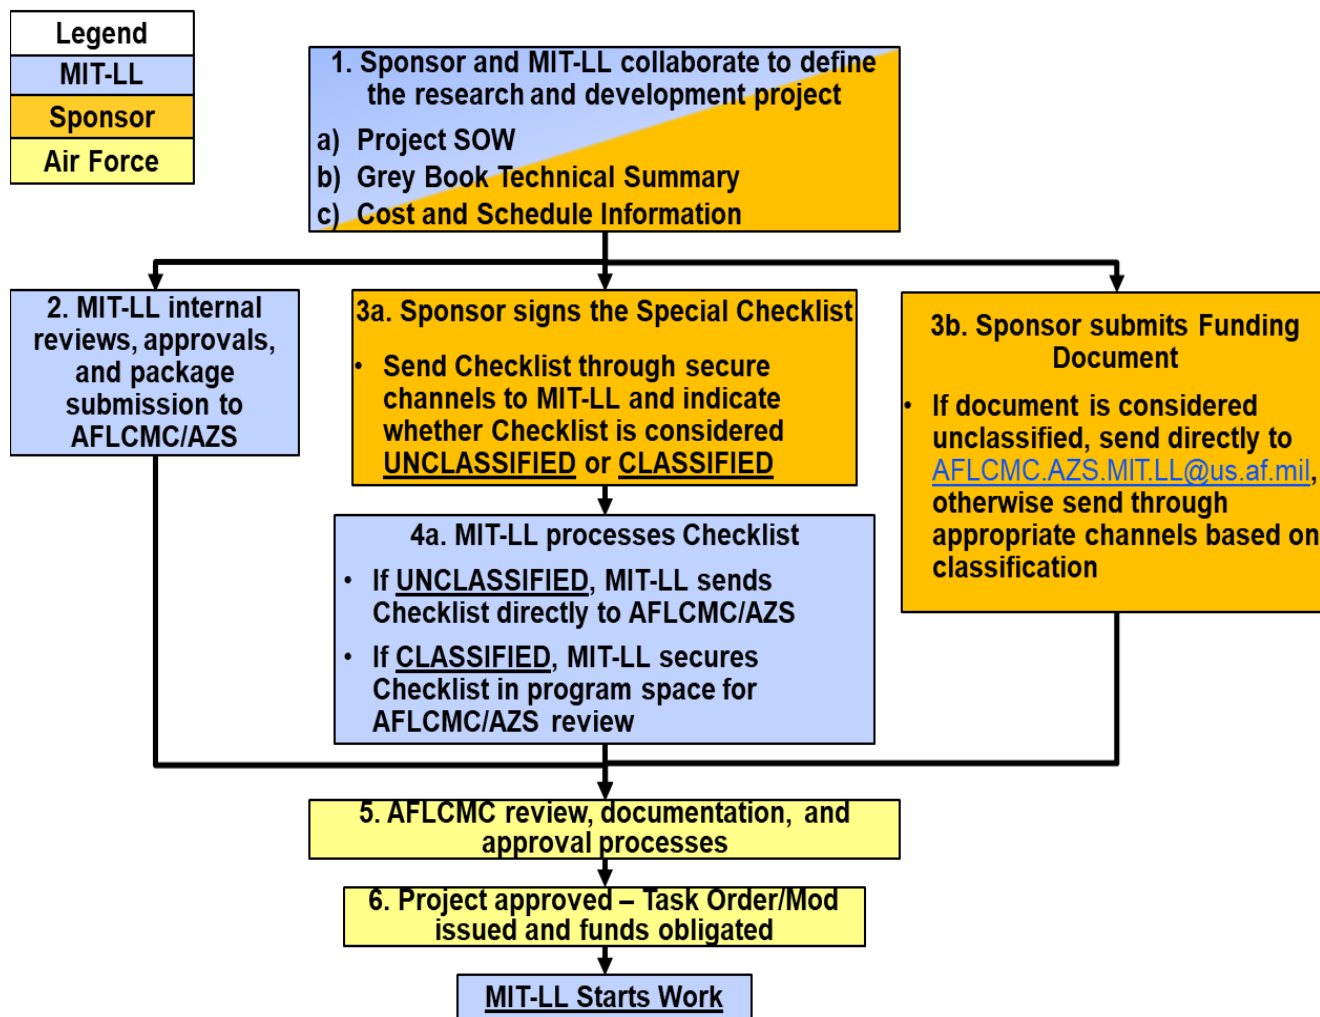 Legend
MIT-LL
Sponsor
Air Force
1. Sponsor and MIT-LL collaborate to define
the research and development project
a) Project SOW
b) Grey Book Technical Summary
c) Cost and Schedule Information
2. MIT-LL internal
reviews, approvals,
and package
submission to
AFLCMC/AZS
3a. Sponsor signs the Special Checklist
• Send Checklist through secure
channels to MIT-LL and indicate
whether Checklist is considered
UNCLASSIFIED or CLASSIFIED
3b. Sponsor submits Funding
Document
• If document is considered
unclassified, send directly to
AFLCMC.AZS.MIT.LL@us.af.mil,
otherwise send through
appropriate channels based on
classification
4a. MIT-LL processes Checklist
• If UNCLASSIFIED, MIT-LL sends
Checklist directly to AFLCMC/AZS
• If CLASSIFIED, MIT-LL secures
Checklist in program space for
AFLCMC/AZS review
5. AFLCMC review, documentation, and
approval processes
6. Project approved – Task Order/Mod
issued and funds obligated
MIT-LL Starts Work